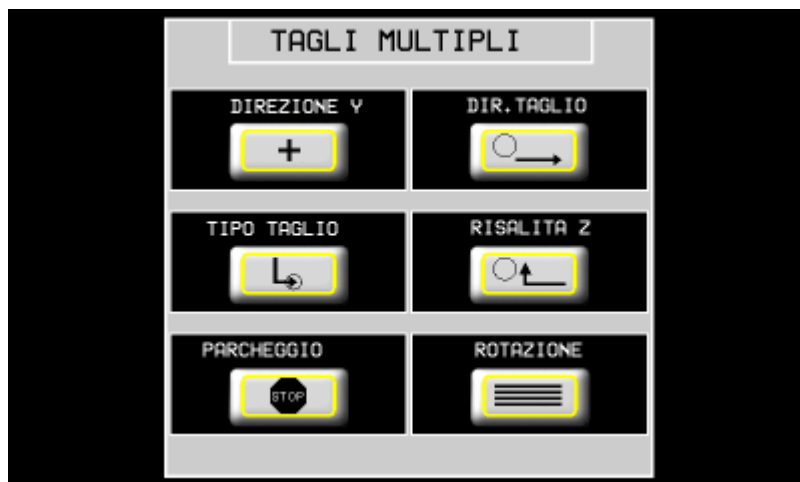 TAGLI MULTIPLI
DIREZIONE Y
DIR.TAGLIO
+
TIPO TAGLIO
RISALITA Z
PARCHEGGIO
ROTAZIONE
STOP